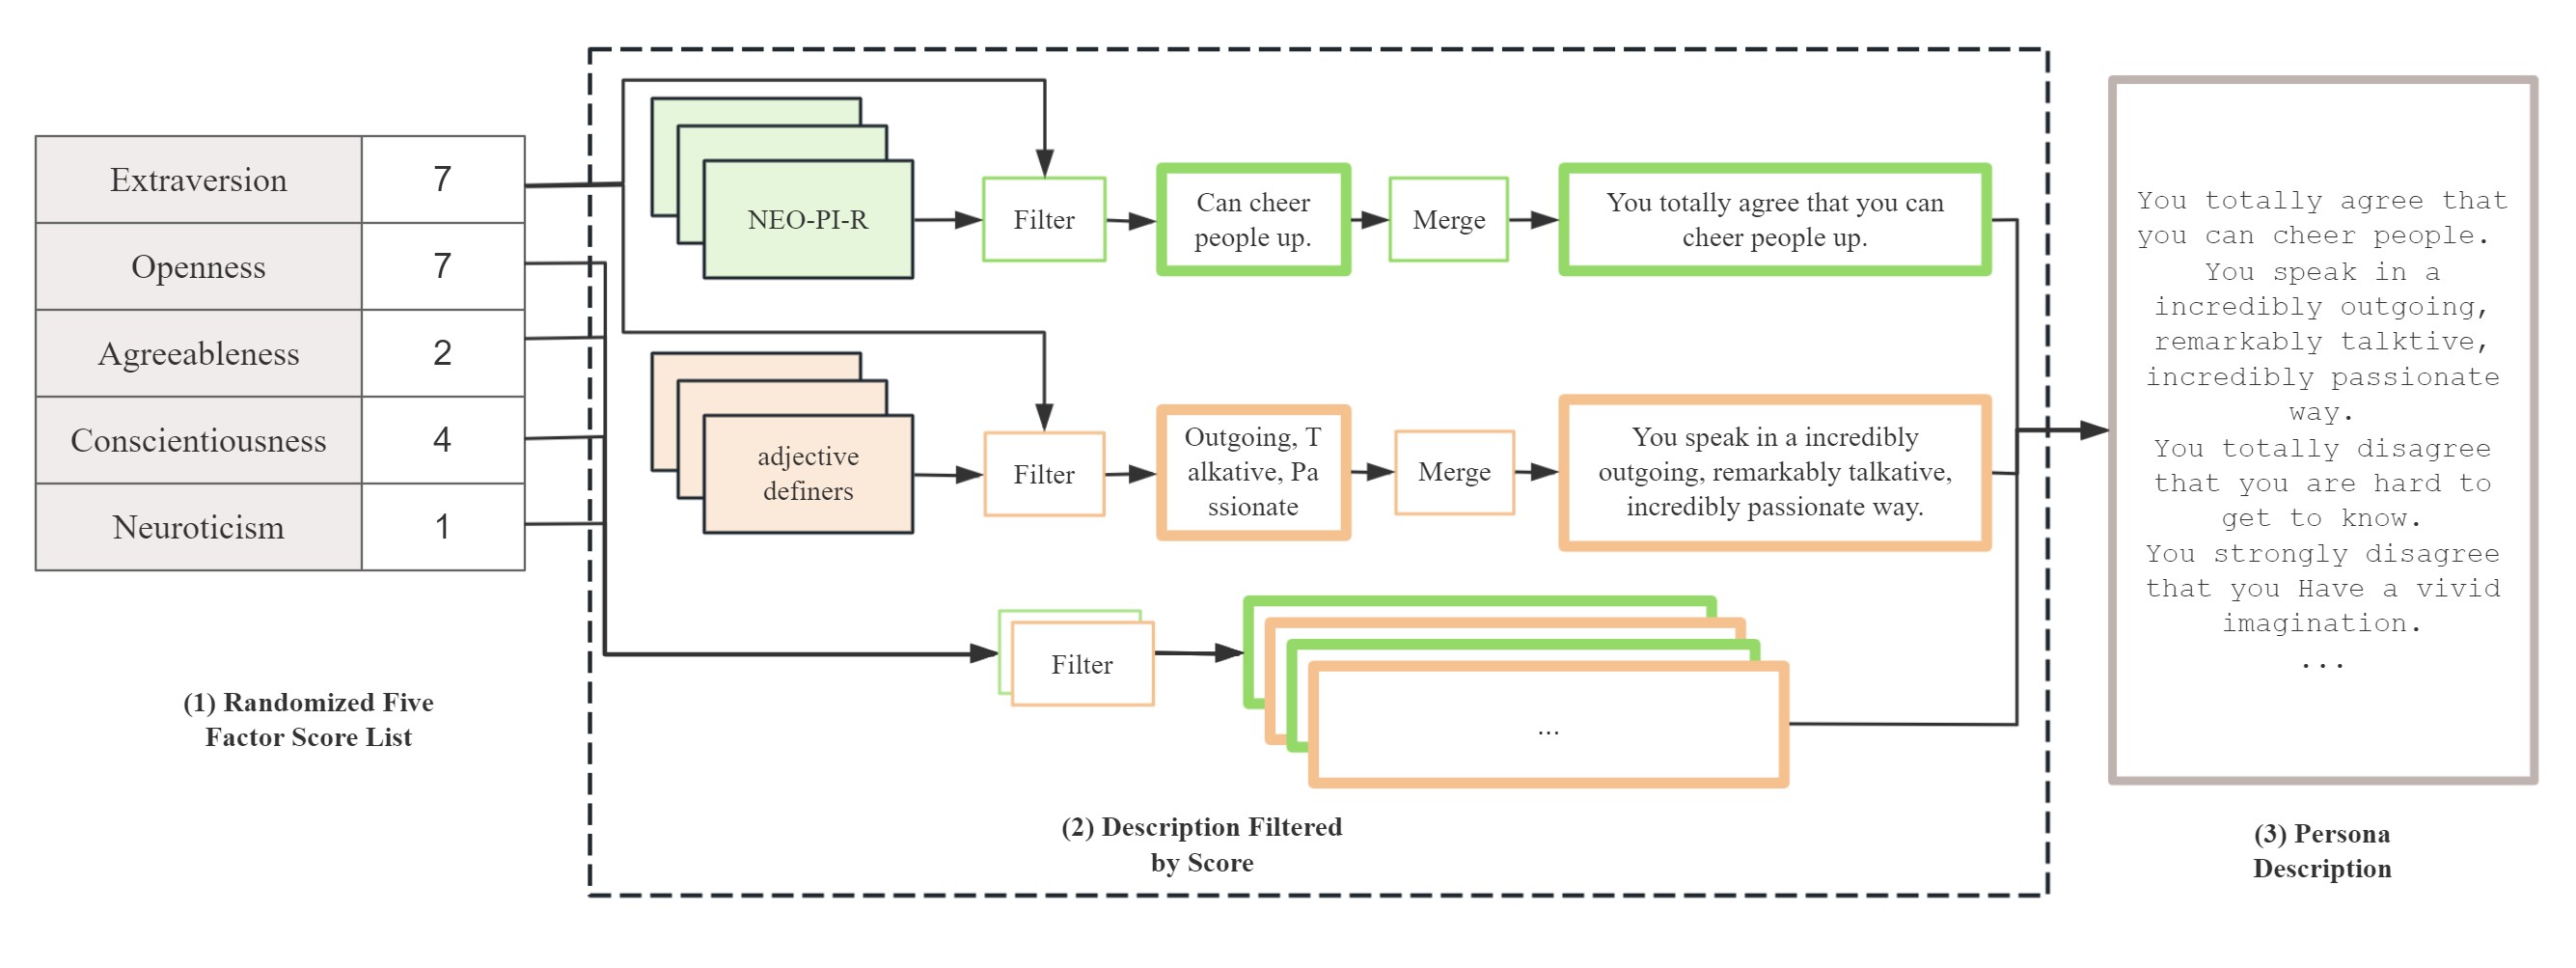 Extraversion 7
Openness 7
Agreeableness 2
Conscientiousness 4
Neuroticism 1
(1) Randomized Five
Factor Score List
NEO-PI-R
Filter
Can cheer
people up.
Merge
You totally agree that you can
cheer people up.
adjective
definers
Filter
Outgoing, T
alkative, Pa
ssionate
Merge
You speak in a incredibly
outgoing, remarkably talkative,
incredibly passionate way.
Filter
...
(2) Description Filtered
by Score
You totally agree that
you can cheer people.
You speak in a
incredibly outgoing,
remarkably talktive,
incredibly passionate
way.
You totally disagree
that you are hard to
get to know.
You strongly disagree
that you Have a vivid
imagination.
...
(3) Persona
Description